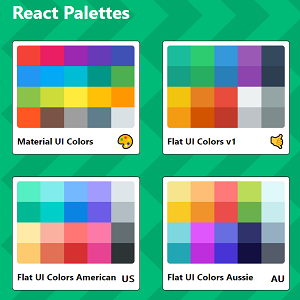 React Palettes
Material UI Colors
Flat UI Colors v1
Flat UI Colors American US
Flat UI Colors Aussie AU